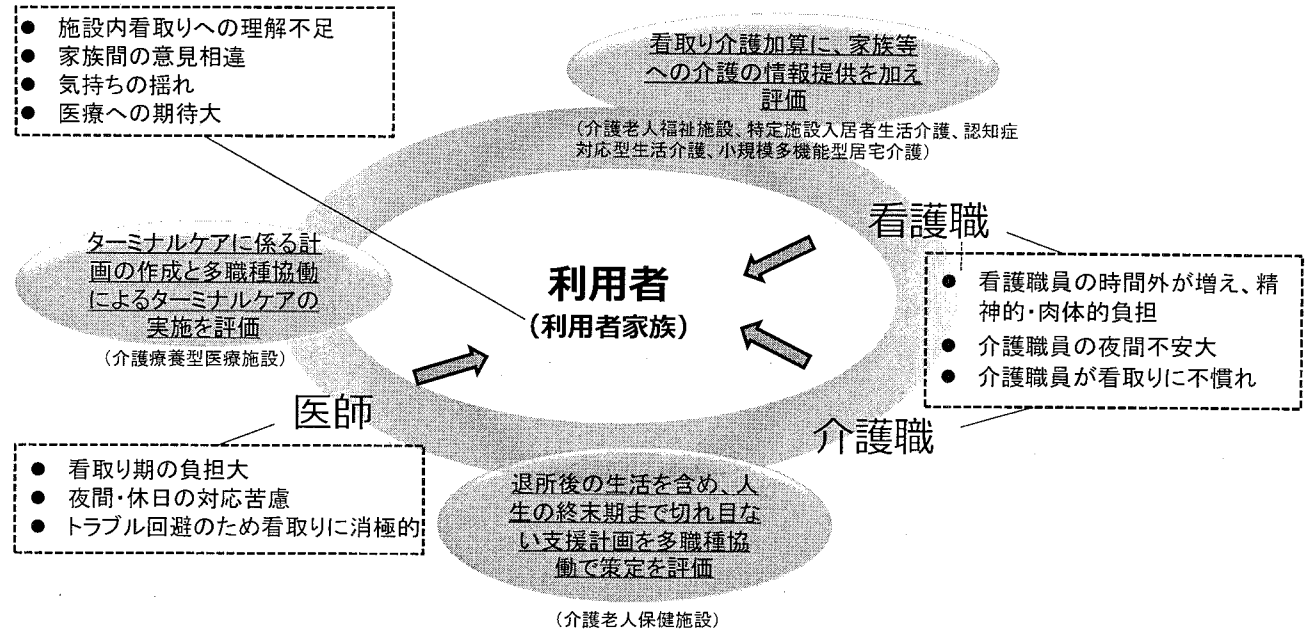 ● 施設内看取りへの理解不足
● 家族間の意見相違
● 気持ちの揺れ
● 医療への期待大
看取り介護加算に、家族等
への介護の情報提供を加え
評価
(介護老人福祉施設、特定施設入居者生活介護、認知症
対応型生活介護、小規模多機能型居宅介護)
ターミナルケアに係る計
画の作成と多職種協働
によるターミナルケアの
実施を評価
(介護療養型医療施設)
利用者
(利用者家族)
看護職
● 看護職員の時間外が増え、精
神的・肉体的負担
● 介護職員の夜間不安大
● 介護職員が看取りに不慣れ
医師
● 看取り期の負担大
● 夜間・休日の対応苦慮
● トラブル回避のため看取りに消極的
介護職
退所後の生活を含め、人
生の終末期まで切れ目な
い支援計画を多職種協
働で策定を評価
(介護老人保健施設)